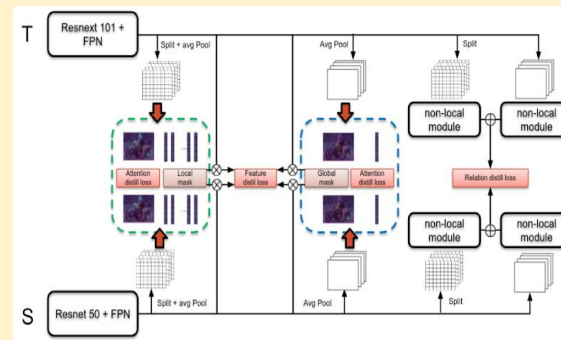 T
Resnext 101 +
FPN
Split + avg Pool
Avg Pool
Split
non-local
module
non-local
module
Attention
distill loss
Local
mask
Feature
distil loss
Global
mask
Attention
distill loss
Relation distill loss
non-local
module
non-local
module
Split + avg Pool
Avg Pool
Split
S
Resnet 50 + FPN